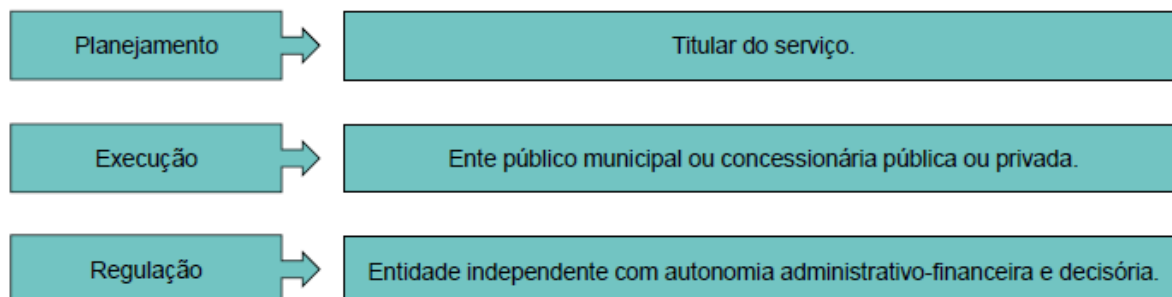 Planejamento
Titular do serviço.
Execução
Ente público municipal ou concessionária pública ou privada.
Regulação
Entidade independente com autonomia administrativo-financeira e decisória.